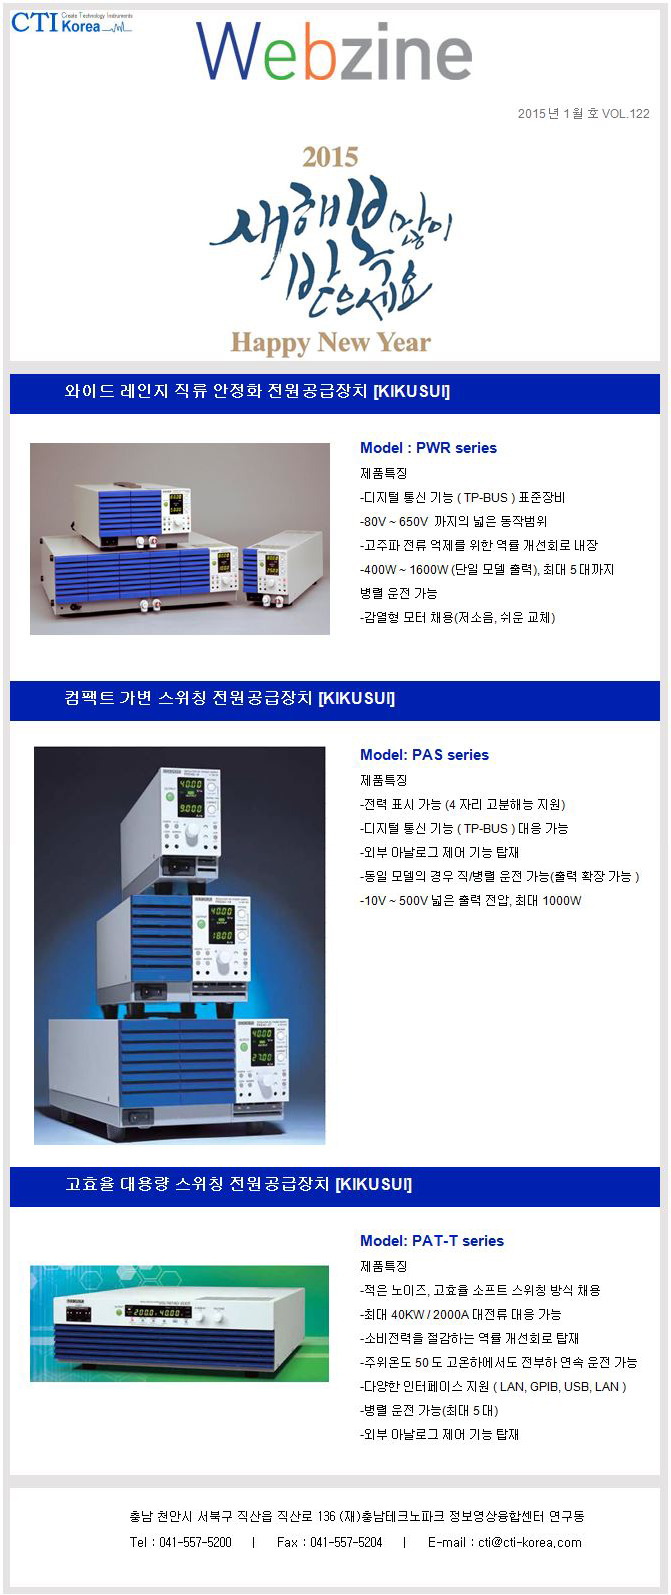 CTI Create Technology Instruments
Korea
Webzine
2015년 1월 호 VOL.122
2015
새해 복 많이
받으세요
Happy New Year
와이드 레인지 직류 안정화 전원공급장치 [KIKUSUI]
Model : PWR series
제품특징
-디지털 통신 기능 ( TP-BUS ) 표준장비
-80V ~ 650V 까지의 넓은 동작범위
-고주파 전류 억제를 위한 역률 개선회로 내장
-400W ~ 1600W (단일 모델 출력), 최대 5대까지
병렬 운전 가능
-감열형 모터 채용(저소음, 쉬운 교체)
컴팩트 가변 스위칭 전원공급장치 [KIKUSUI]
Model: PAS series
제품특징
-전력 표시 가능 (4 자리 고분해능 지원)
-디지털 통신 기능 ( TP-BUS ) 대응 가능
-외부 아날로그 제어 기능 탑재
-동일 모델의 경우 직/병렬 운전 가능(출력 확장 가능 )
-10V ~ 500V 넓은 출력 전압, 최대 1000W
40.00
9.000
40.00
18.00
40.00
27.00
고효율 대용량 스위칭 전원공급장치 [KIKUSUI]
Model: PAT-T series
제품특징
-적은 노이즈, 고효율 소프트 스위칭 방식 채용
-최대 40KW / 2000A 대전류 대응 가능
-소비전력을 절감하는 역률 개선회로 탑재
-주위온도 50 도 고온하에서도 전부하 연속 운전 가능
-다양한 인터페이스 지원 ( LAN, GPIB, USB, LAN )
-병렬 운전 가능(최대 5 대)
-외부 아날로그 제어 기능 탑재
200.0 40.00
충남 천안시 서북구 직산읍 직산로 136 (재)충남테크노파크 정보영상융합센터 연구동
Tel : 041-557-5200 | Fax : 041-557-5204 | E-mail : cti@cti-korea.com